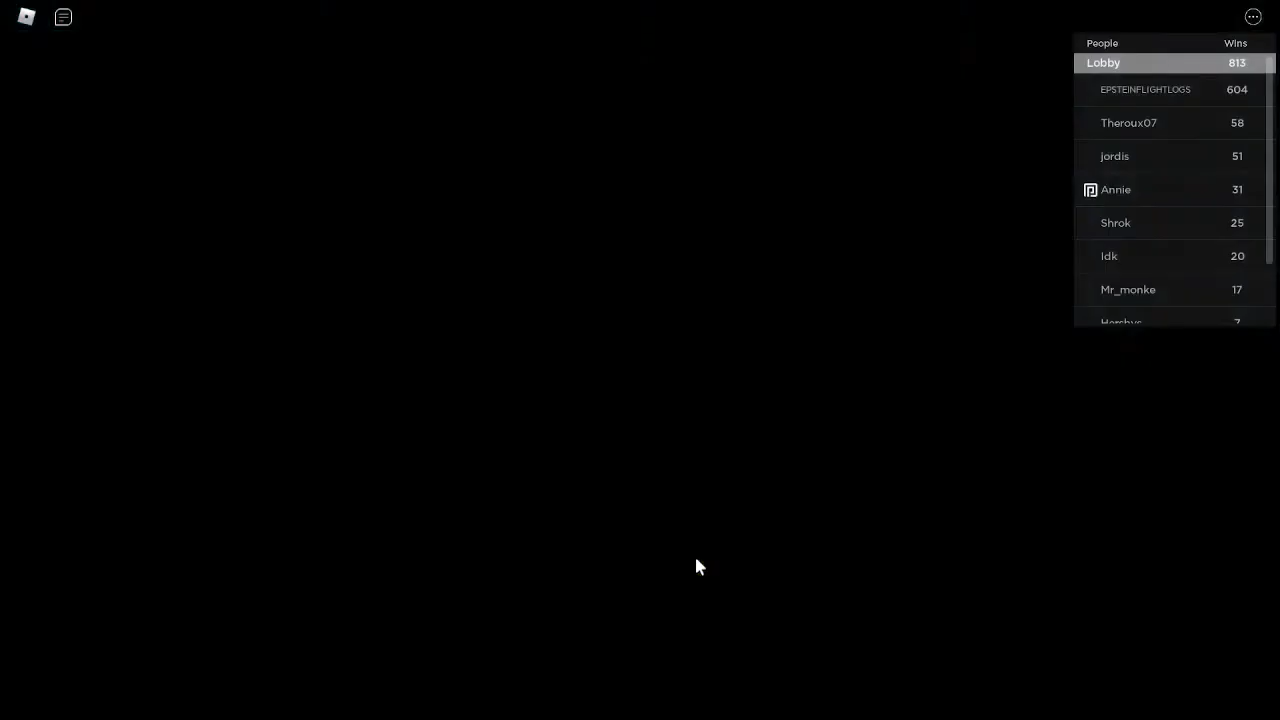 People Wins
Lobby 813
EPSTEINFLIGHTLOGS 604
Theroux07 58
jordis 51
Annie 31
Shrok 25
Idk 20
Mr_monke 17